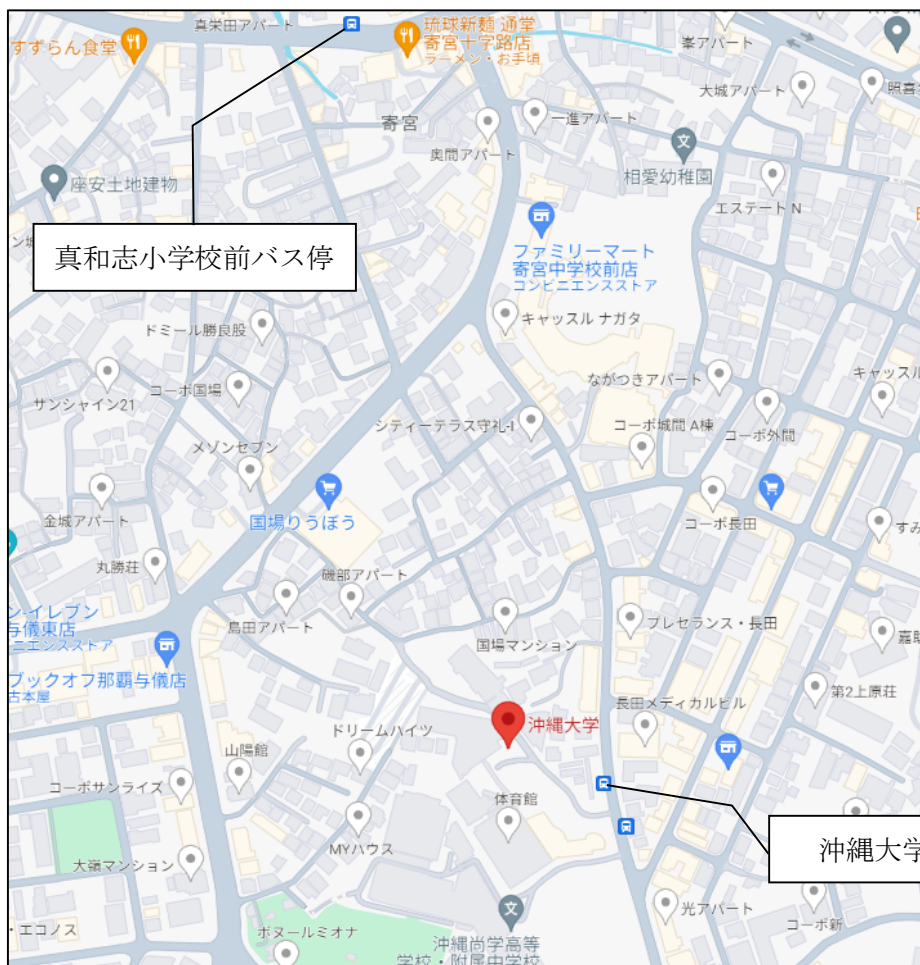 真栄田アパート
琉球新麺 通堂
寄宮十字路店
ラーメン・お手頃
すずらん食堂
峯アパート
大城アパート
照喜
寄宮
一進アパート
奥間アパート
相愛幼稚園
座安土地建物
エステート N
真和志小学校前バス停
ファミリーマート
寄宮中学校前店
コンビニエンスストア
キャッスル ナガタ
ドミール勝良股
サンシャイン21
コーポ国場
ながつきアパート
キャッスル
シティーテラス守礼-I
コーポ城間 A棟
コーポ外間
メゾンセブン
金城アパート
国場りうぼう
コーポ長田
すみ
丸勝荘
磯部アパート
島田アパート
ン-イレブン
与儀東店
ニエンスストア
国場マンション
プレセランス・長田
ブックオフ那覇与儀店
古本屋
第2上原荘
長田メディカルビル
沖縄大学
ドリームハイツ
山陽館
コーポサンライズ
体育館
MYハウス
沖縄大学
大嶺マンション
光アパート
コーポ新
・エコノス
ボヌールミオナ
沖縄尚学高等
学校・附属中学校